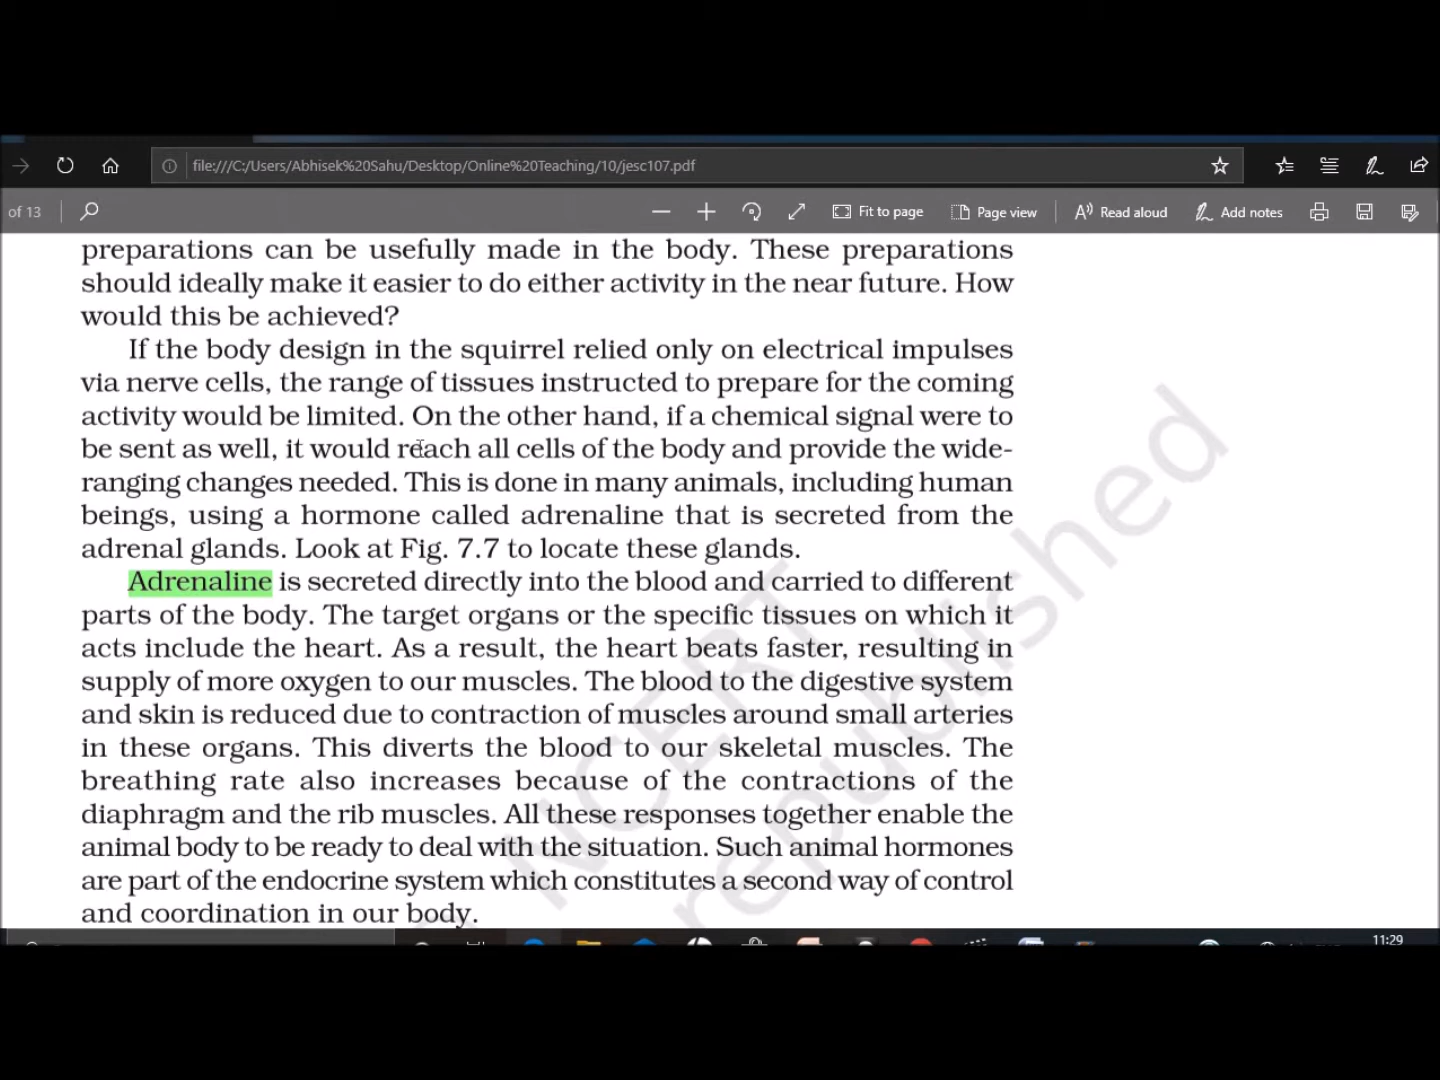 file:///C:/Users/Abhisek%20Sahu/Desktop/Online%20Teaching/10/jesc107.pdf
of 13
Fit to page
Page view
Read aloud
Add notes
preparations can be usefully made in the body. These preparations
should ideally make it easier to do either activity in the near future. How
would this be achieved?
If the body design in the squirrel relied only on electrical impulses
via nerve cells, the range of tissues instructed to prepare for the coming
activity would be limited. On the other hand, if a chemical signal were to
be sent as well, it would reach all cells of the body and provide the wide-
ranging changes needed. This is done in many animals, including human
beings, using a hormone called adrenaline that is secreted from the
adrenal glands. Look at Fig. 7.7 to locate these glands.
Adrenaline is secreted directly into the blood and carried to different
parts of the body. The target organs or the specific tissues on which it
acts include the heart. As a result, the heart beats faster, resulting in
supply of more oxygen to our muscles. The blood to the digestive system
and skin is reduced due to contraction of muscles around small arteries
in these organs. This diverts the blood to our skeletal muscles. The
breathing rate also increases because of the contractions of the
diaphragm and the rib muscles. All these responses together enable the
animal body to be ready to deal with the situation. Such animal hormones
are part of the endocrine system which constitutes a second way of control
and coordination in our body.
NCERT
republished
11:29